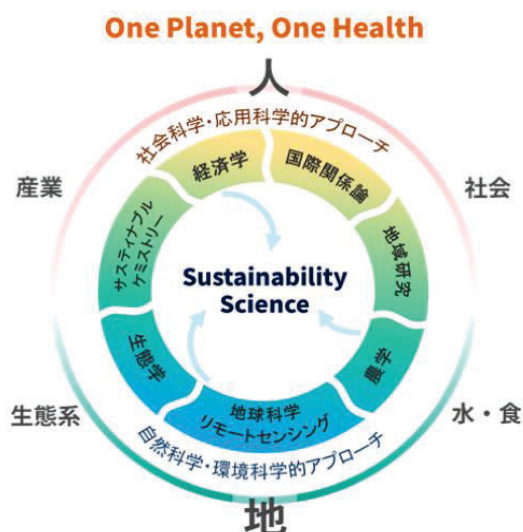 One Planet, One Health
人
社会科学・応用科学的アプローチ
産業
社会
経済学
国際関係論
サスティナブル
ケミストリー
地域研究
Sustainability
Science
生態学
農学
地球科学
リモートセンシング
生態系
水・食
自然科学・環境科学的アプローチ
地